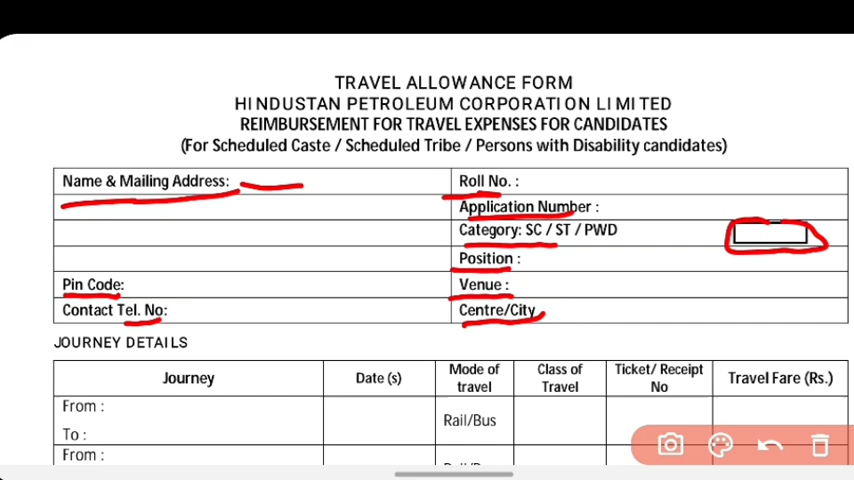 TRAVEL ALLOWANCE FORM
HINDUSTAN PETROLEUM CORPORATION LIMITED
REIMBURSEMENT FOR TRAVEL EXPENSES FOR CANDIDATES
(For Scheduled Caste / Scheduled Tribe / Persons with Disability candidates)
Name & Mailing Address:
Roll No. :
Application Number :
Category: SC / ST / PWD
Position :
Pin Code:
Venue :
Contact Tel. No:
Centre/City
JOURNEY DETAILS
Journey
Date (s)
Mode of travel
Class of Travel
Ticket/ Receipt No
Travel Fare (Rs.)
From :
To :
Rail/Bus
From :